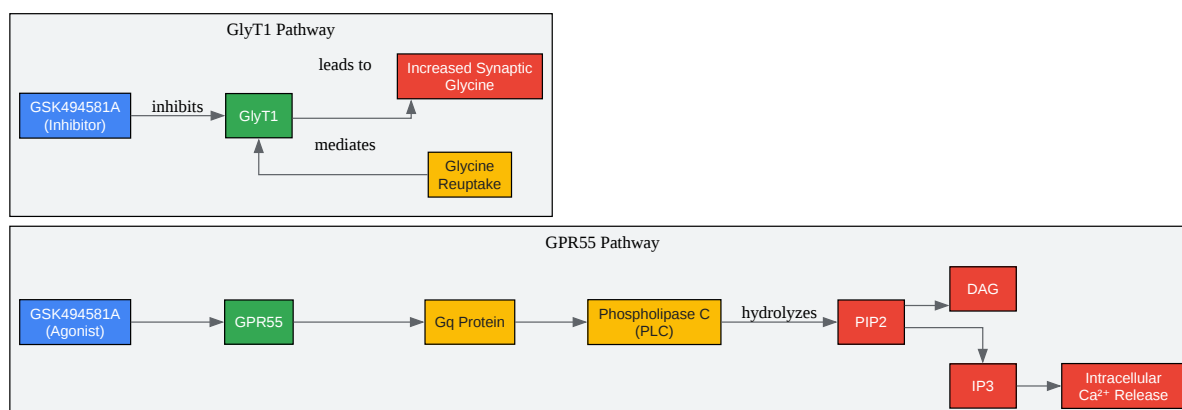 GlyT1 Pathway
leads to
Increased Synaptic
Glycine
GSK494581A
(Inhibitor)
inhibits
GlyT1
mediates
Glycine
Reuptake
GPR55 Pathway
GSK494581A
(Agonist)
GPR55
Gq Protein
Phospholipase C
(PLC)
hydrolyzes
PIP2
DAG
IP3
Intracellular
Ca²⁺ Release